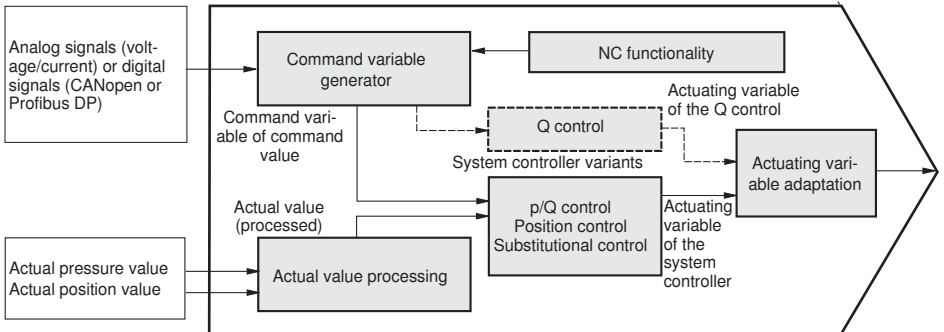 Analog signals (volt-
age/current) or digital
signals (CANopen or
Profibus DP)
Command variable
generator
NC functionality
Command vari-
able of command
value
Q control
Actuating variable
of the Q control
System controller variants
Actuating vari-
able adaptation
Actual value
(processed)
p/Q control
Position control
Substitutional control
Actuating
variable
of the
system
controller
Actual pressure value
Actual position value
Actual value processing